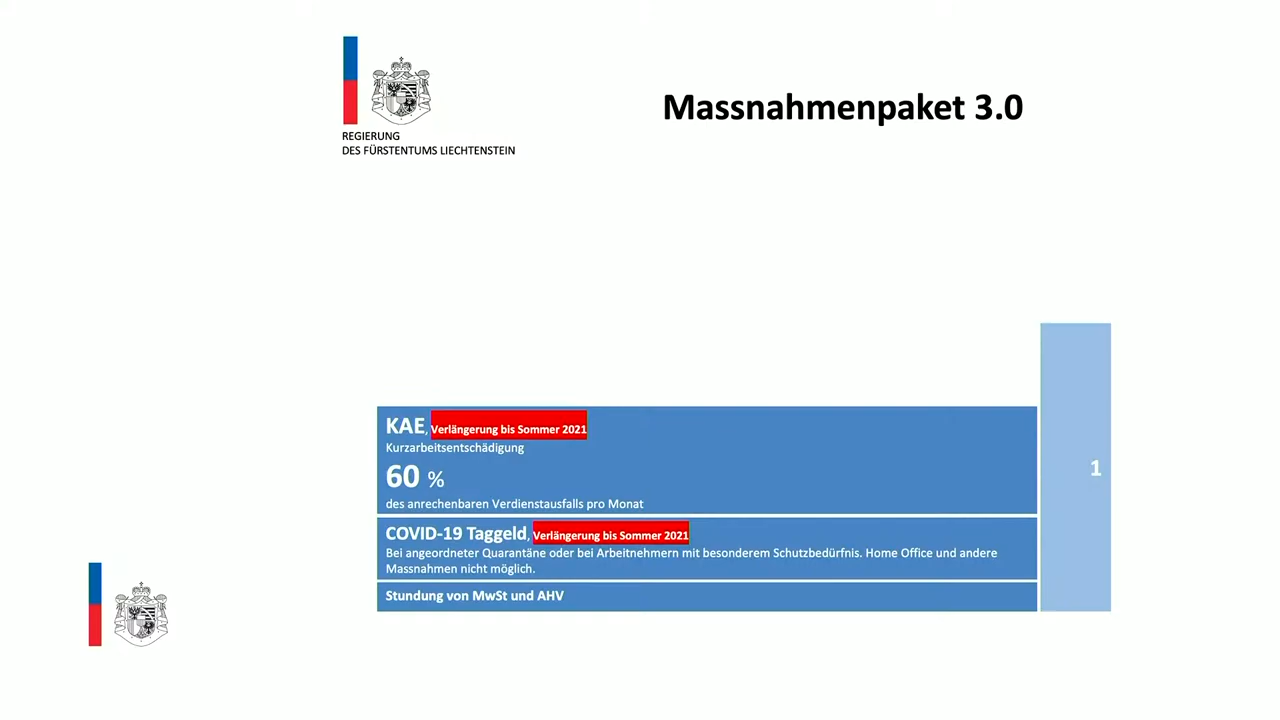 Massnahmenpaket 3.0
REGIERUNG
DES FÜRSTENTUMS LIECHTENSTEIN
KAE, Verlängerung bis Sommer 2021
Kurzarbeitsentschädigung
60 %
des anrechenbaren Verdienstausfalls pro Monat
1
COVID-19 Taggeld, Verlängerung bis Sommer 2021
Bei angeordneter Quarantäne oder bei Arbeitnehmern mit besonderem Schutzbedürfnis. Home Office und andere
Massnahmen nicht möglich.
Stundung von MwSt und AHV